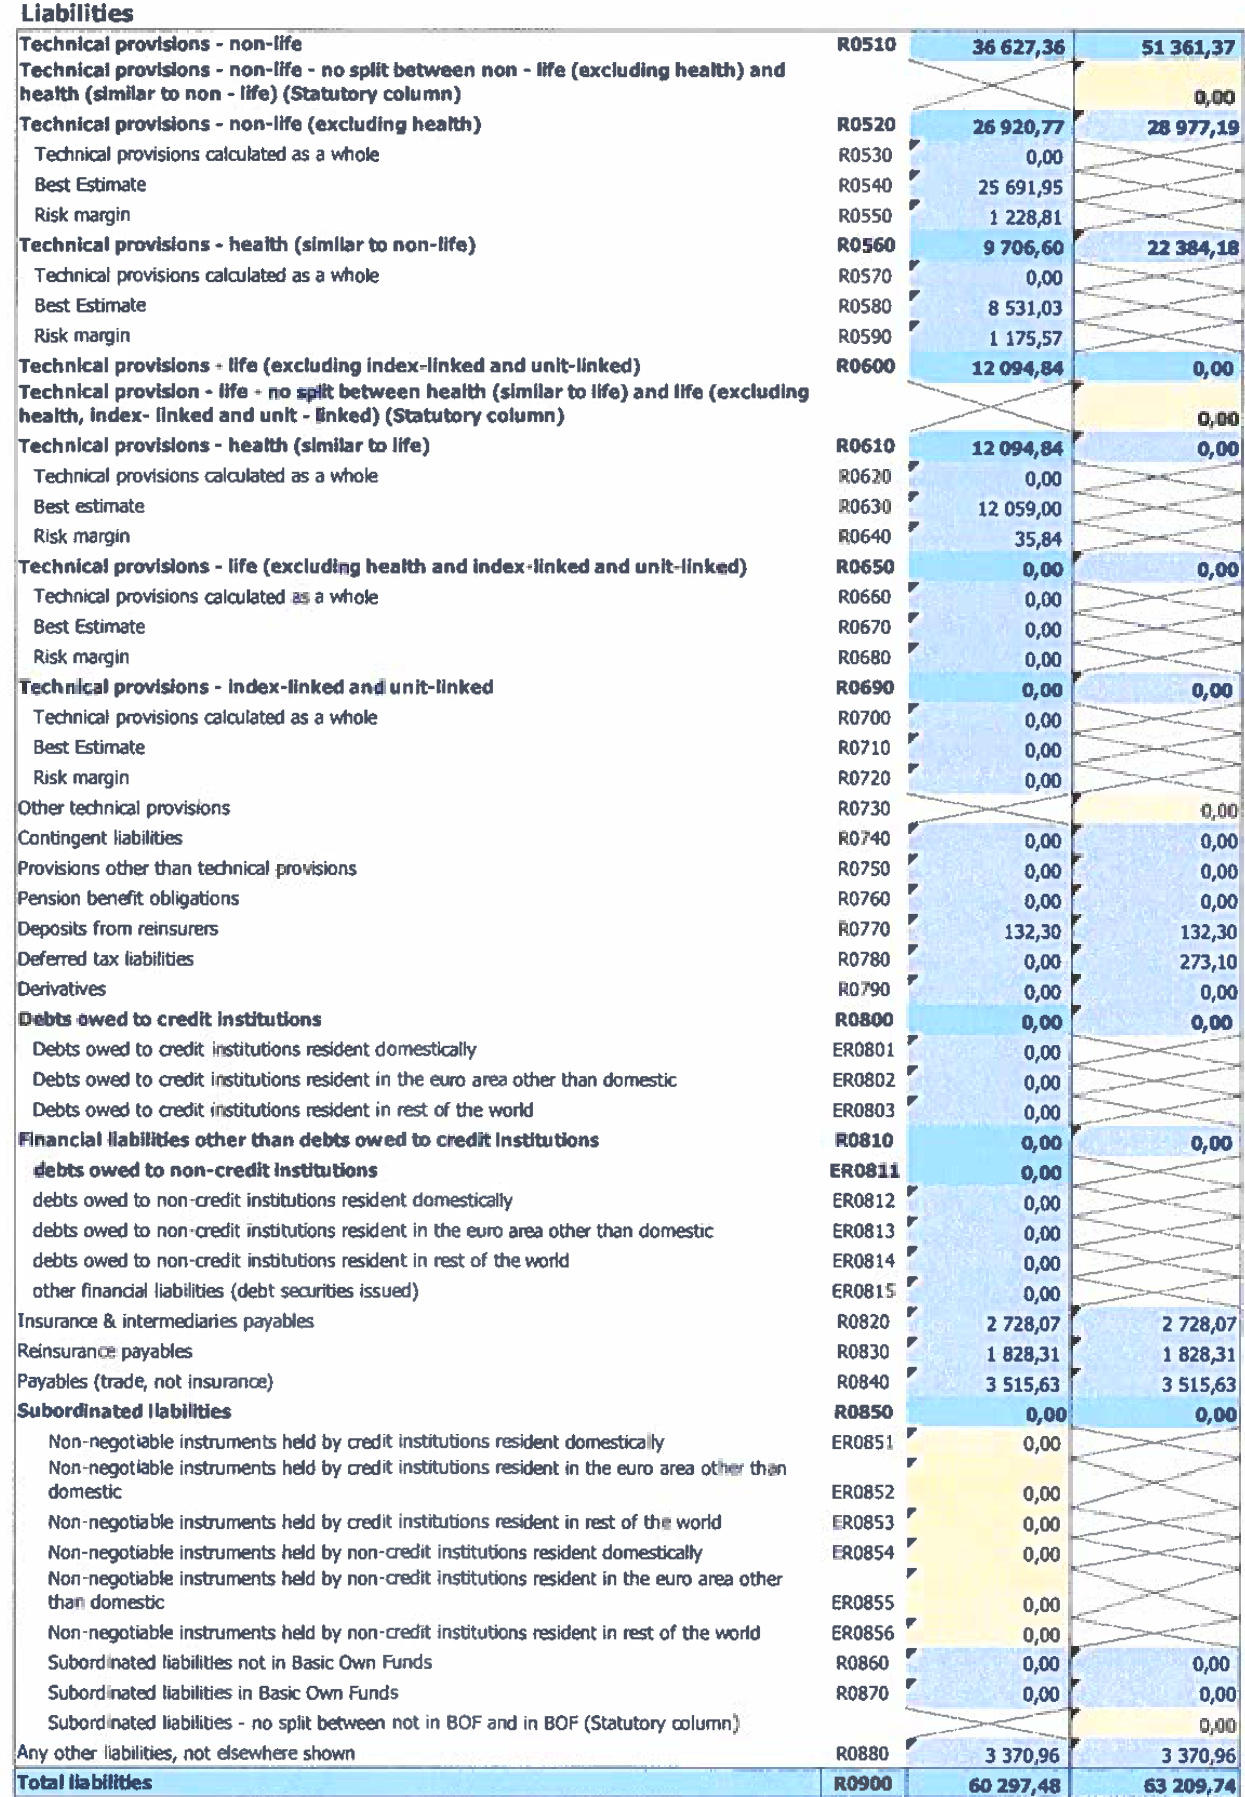 Liabilities
Technical provisions - non-life R0510 36 627,36 51 361,37
Technical provisions - non-life - no split between non - life (excluding health) and
health (similar to non - life) (Statutory column) 0,00
Technical provisions - non-life (excluding health) R0520 26 920,77 28 977,19
Technical provisions calculated as a whole R0530 0,00
Best Estimate R0540 25 691,95
Risk margin R0550 1 228,81
Technical provisions - health (similar to non-life) R0560 9 706,60 22 384,18
Technical provisions calculated as a whole R0570 0,00
Best Estimate R0580 8 531,03
Risk margin R0590 1 175,57
Technical provisions - life (excluding index-linked and unit-linked) R0600 12 094,84 0,00
Technical provision - life - no split between health (similar to life) and life (excluding
health, index- linked and unit - linked) (Statutory column) 0,00
Technical provisions - health (similar to life) R0610 12 094,84 0,00
Technical provisions calculated as a whole R0620 0,00
Best estimate R0630 12 059,00
Risk margin R0640 35,84
Technical provisions - life (excluding health and index-linked and unit-linked) R0650 0,00 0,00
Technical provisions calculated as a whole R0660 0,00
Best Estimate R0670 0,00
Risk margin R0680 0,00
Technical provisions - index-linked and unit-linked R0690 0,00 0,00
Technical provisions calculated as a whole R0700 0,00
Best Estimate R0710 0,00
Risk margin R0720 0,00
Other technical provisions R0730 0,00
Contingent liabilities R0740 0,00 0,00
Provisions other than technical provisions R0750 0,00 0,00
Pension benefit obligations R0760 0,00 0,00
Deposits from reinsurers R0770 132,30 132,30
Deferred tax liabilities R0780 0,00 273,10
Derivatives R0790 0,00 0,00
Debts owed to credit institutions R0800 0,00 0,00
Debts owed to credit institutions resident domestically ER0801 0,00
Debts owed to credit institutions resident in the euro area other than domestic ER0802 0,00
Debts owed to credit institutions resident in rest of the world ER0803 0,00
Financial liabilities other than debts owed to credit institutions R0810 0,00 0,00
debts owed to non-credit institutions ER0811 0,00
debts owed to non-credit institutions resident domestically ER0812 0,00
debts owed to non-credit institutions resident in the euro area other than domestic ER0813 0,00
debts owed to non-credit institutions resident in rest of the world ER0814 0,00
other financial liabilities (debt securities issued) ER0815 0,00
Insurance & intermediaries payables R0820 2 728,07 2 728,07
Reinsurance payables R0830 1 828,31 1 828,31
Payables (trade, not insurance) R0840 3 515,63 3 515,63
Subordinated liabilities R0850 0,00 0,00
Non-negotiable instruments held by credit institutions resident domestically ER0851 0,00
Non-negotiable instruments held by credit institutions resident in the euro area other than
domestic ER0852 0,00
Non-negotiable instruments held by credit institutions resident in rest of the world ER0853 0,00
Non-negotiable instruments held by non-credit institutions resident domestically ER0854 0,00
Non-negotiable instruments held by non-credit institutions resident in the euro area other
than domestic ER0855 0,00
Non-negotiable instruments held by non-credit institutions resident in rest of the world ER0856 0,00
Subordinated liabilities not in Basic Own Funds R0860 0,00 0,00
Subordinated liabilities in Basic Own Funds R0870 0,00 0,00
Subordinated liabilities - no split between not in BOF and in BOF (Statutory column) 0,00
Any other liabilities, not elsewhere shown R0880 3 370,96 3 370,96
Total liabilities R0900 60 297,48 63 209,74